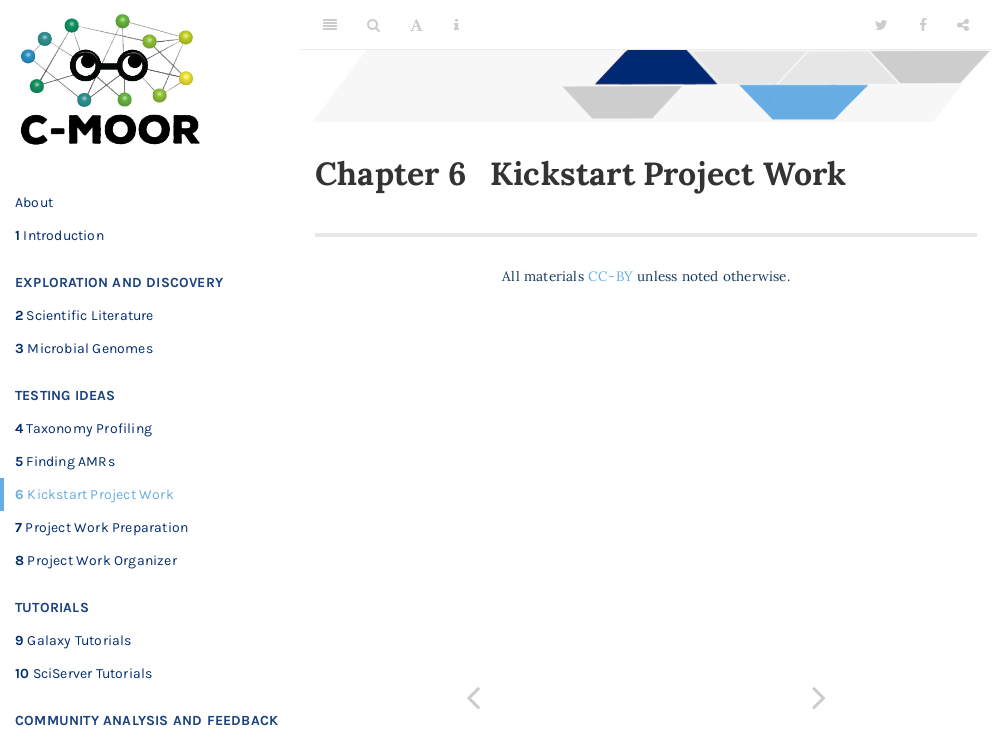 C-MOOR
About
1 Introduction
EXPLORATION AND DISCOVERY
2 Scientific Literature
3 Microbial Genomes
TESTING IDEAS
4 Taxonomy Profiling
5 Finding AMRs
6 Kickstart Project Work
7 Project Work Preparation
8 Project Work Organizer
TUTORIALS
9 Galaxy Tutorials
10 SciServer Tutorials
COMMUNITY ANALYSIS AND FEEDBACK
Chapter 6 Kickstart Project Work
All materials CC-BY unless noted otherwise.